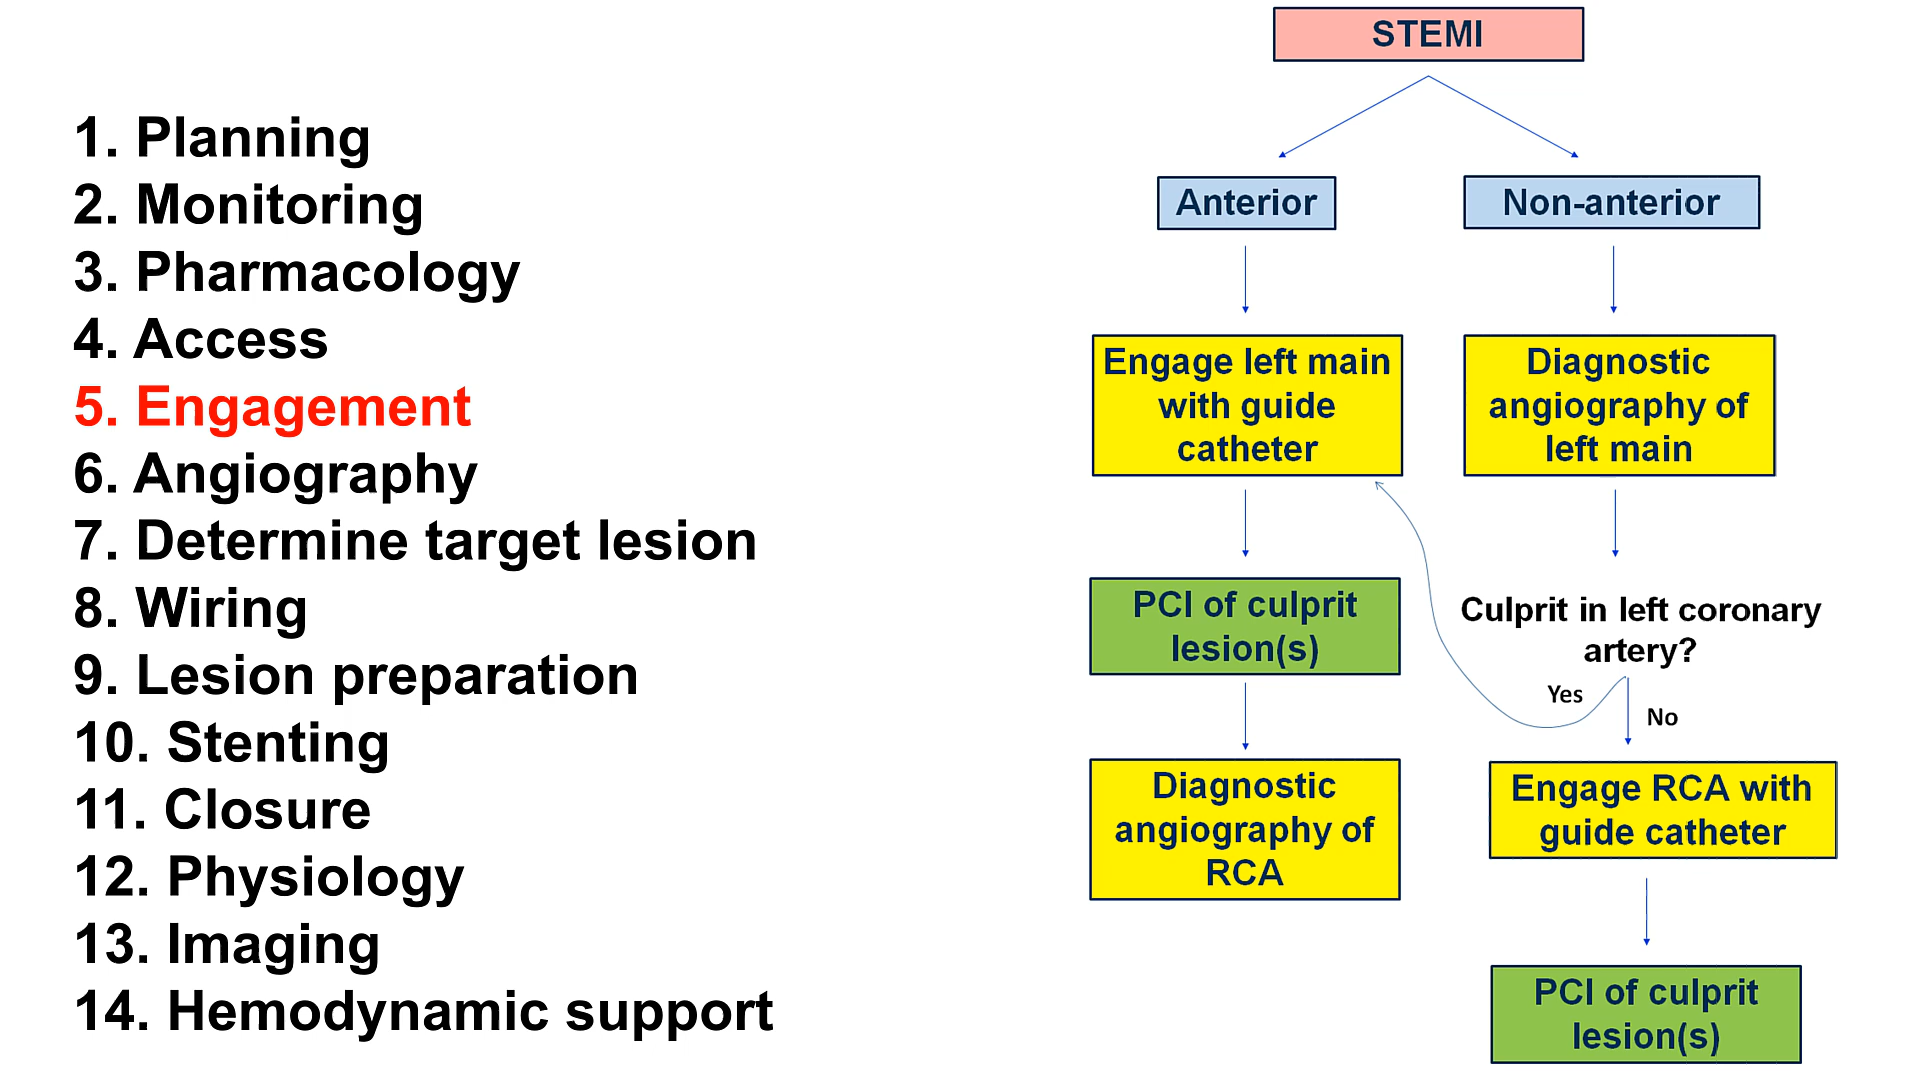 1. Planning
2. Monitoring
3. Pharmacology
4. Access
5. Engagement
6. Angiography
7. Determine target lesion
8. Wiring
9. Lesion preparation
10. Stenting
11. Closure
12. Physiology
13. Imaging
14. Hemodynamic support
STEMI
Anterior
Non-anterior
Engage left main
with guide
catheter
Diagnostic
angiography of
left main
PCI of culprit
lesion(s)
Culprit in left coronary
artery?
Yes
No
Diagnostic
angiography of
RCA
Engage RCA with
guide catheter
PCI of culprit
lesion(s)